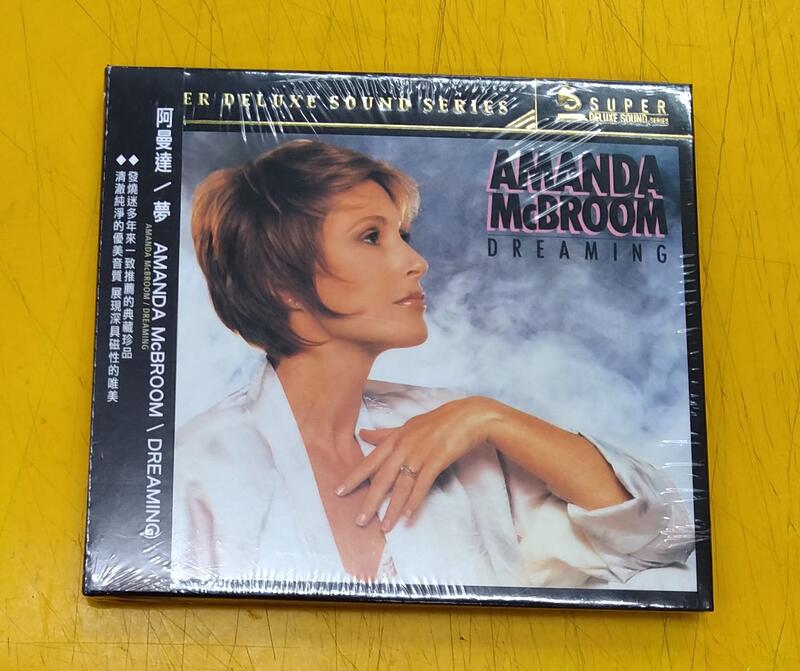 ER DELUXE SOUND SERIES
SUPER
DELUXE SOUND SERIES
AMANDA
McBROOM
DREAMING
阿曼達 \ 夢 AMANDA McBROOM \ DREAMING \
AMANDA McBROOM / DREAMING
◆◆發燒迷多年來一致推薦的典藏珍品
清澈純淨的優美音質 展現深具磁性的唯美